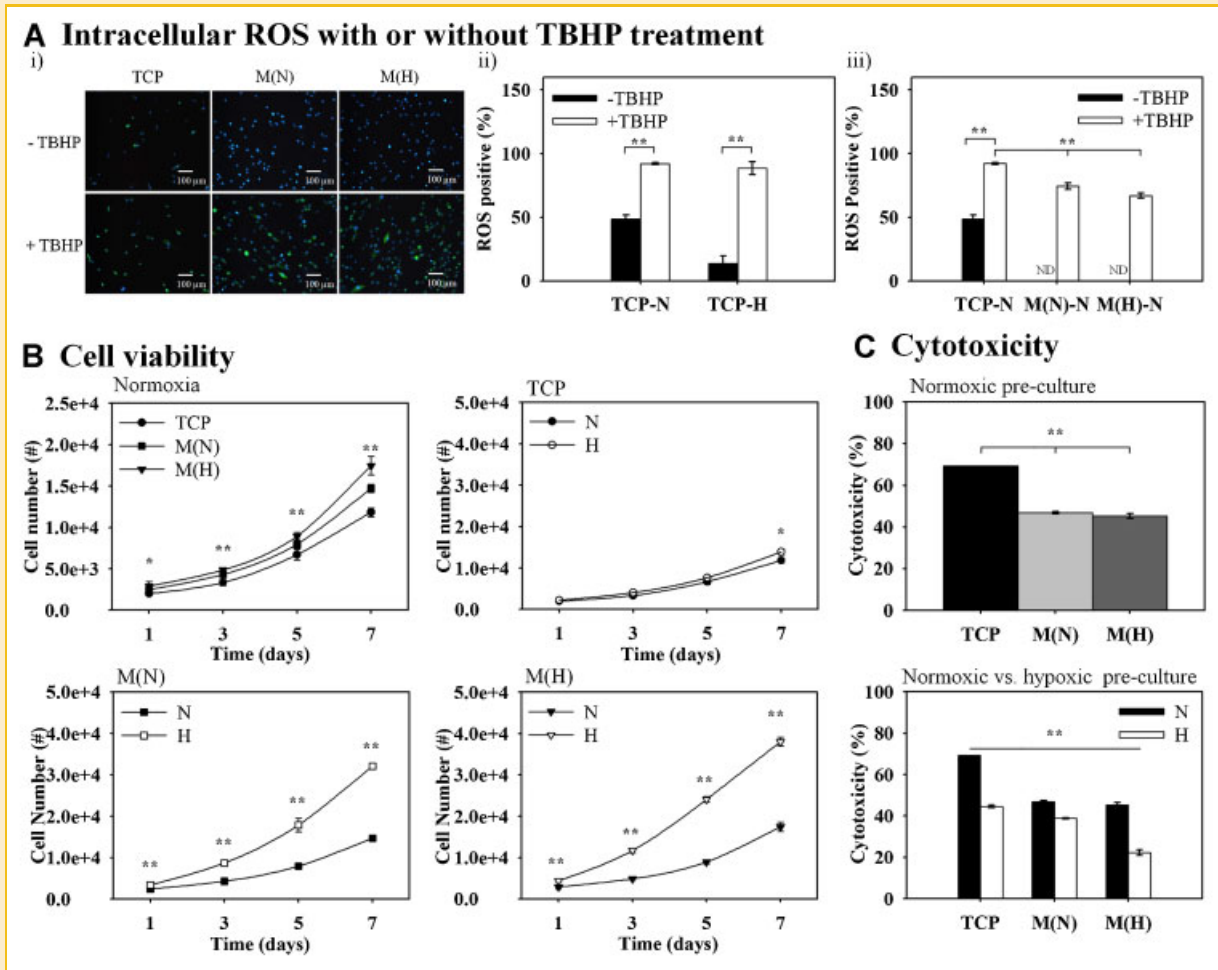 A Intracellular ROS with or without TBHP treatment
i)
TCP M(N) M(H)
- TBHP
100 µm 100 µm 100 µm
+ TBHP
100 µm 100 µm 100 µm
ii)
ROS positive (%)
150
100
50
0
-TBHP
+TBHP
** **
TCP-N TCP-H
iii)
ROS Positive (%)
150
100
50
0
-TBHP
+TBHP
** **
ND ND
TCP-N M(N)-N M(H)-N
B Cell viability
Normoxia
Cell number (#)
2.5e+4
2.0e+4
1.5e+4
1.0e+4
5.0e+3
0.0
TCP
M(N)
M(H)
* ** ** **
1 3 5 7
Time (days)
TCP
Cell number (#)
5.0e+4
4.0e+4
3.0e+4
2.0e+4
1.0e+4
0.0
N
H
*
1 3 5 7
Time (days)
M(N)
Cell Number (#)
5.0e+4
4.0e+4
3.0e+4
2.0e+4
1.0e+4
0.0
N
H
** ** ** **
1 3 5 7
Time (days)
M(H)
Cell Number (#)
5.0e+4
4.0e+4
3.0e+4
2.0e+4
1.0e+4
0.0
N
H
** ** ** **
1 3 5 7
Time (days)
C Cytotoxicity
Normoxic pre-culture
Cytotoxicity (%)
100
80
60
40
20
0
**
TCP M(N) M(H)
Normoxic vs. hypoxic pre-culture
Cytotoxicity (%)
100
80
60
40
20
0
N
H
**
TCP M(N) M(H)